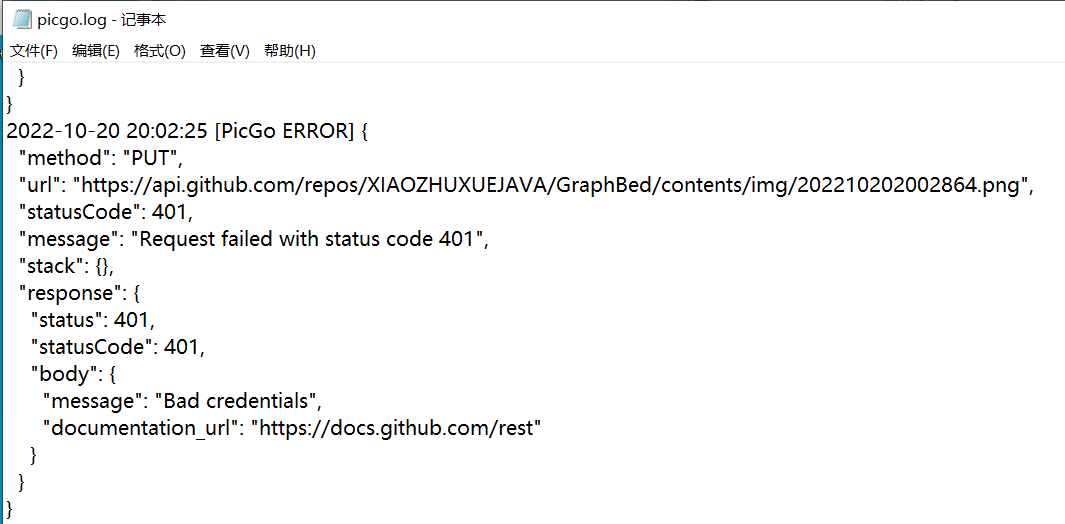 picgo.log - 记事本
文件(F) 编辑(E) 格式(O) 查看(V) 帮助(H)
}
}
2022-10-20 20:02:25 [PicGo ERROR] {
"method": "PUT",
"url": "https://api.github.com/repos/XIAOZHUXUEJAVA/GraphBed/contents/img/202210202002864.png",
"statusCode": 401,
"message": "Request failed with status code 401",
"stack": {},
"response": {
"status": 401,
"statusCode": 401,
"body": {
"message": "Bad credentials",
"documentation_url": "https://docs.github.com/rest"
}
}
}